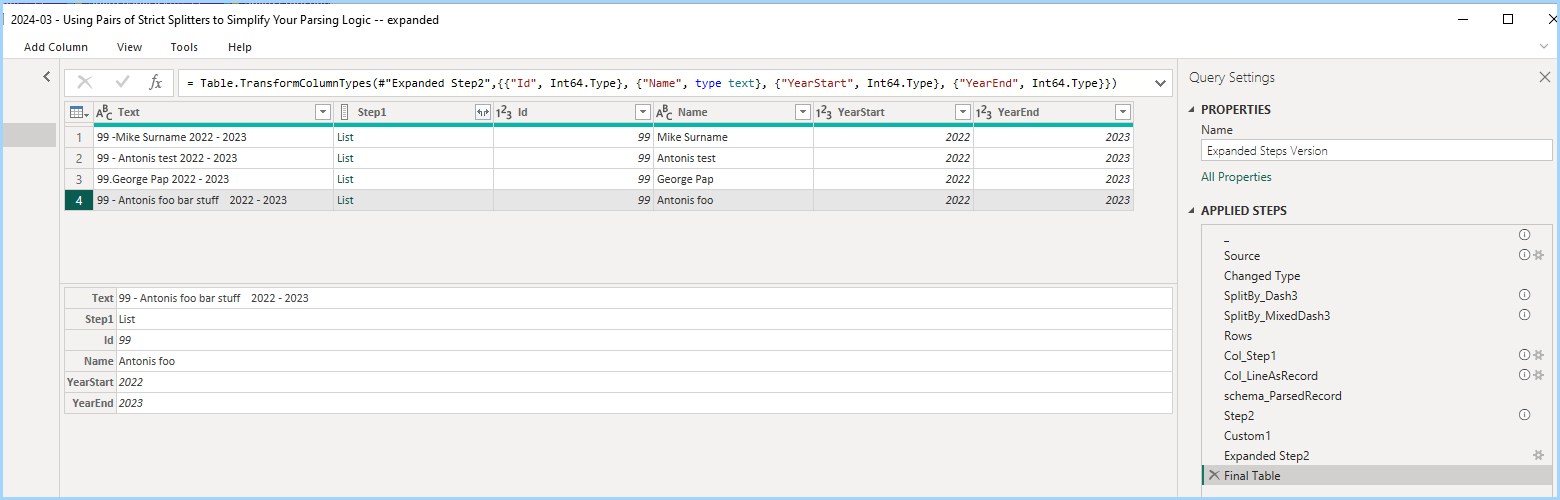 2024-03 - Using Pairs of Strict Splitters to Simplify Your Parsing Logic -- expanded
Add Column View Tools Help
fx = Table.TransformColumnTypes(#"Expanded Step2",{{"Id", Int64.Type}, {"Name", type text}, {"YearStart", Int64.Type}, {"YearEnd", Int64.Type}})
ABC Text Step1 123 Id ABC Name 123 YearStart 123 YearEnd
1 99 -Mike Surname 2022 - 2023 List 99 Mike Surname 2022 2023
2 99 - Antonis test 2022 - 2023 List 99 Antonis test 2022 2023
3 99.George Pap 2022 - 2023 List 99 George Pap 2022 2023
4 99 - Antonis foo bar stuff    2022 - 2023 List 99 Antonis foo 2022 2023
Text 99 - Antonis foo bar stuff    2022 - 2023
Step1 List
Id 99
Name Antonis foo
YearStart 2022
YearEnd 2023
Query Settings
PROPERTIES
Name
Expanded Steps Version
All Properties
APPLIED STEPS
_
Source
Changed Type
SplitBy_Dash3
SplitBy_MixedDash3
Rows
Col_Step1
Col_LineAsRecord
schema_ParsedRecord
Step2
Custom1
Expanded Step2
Final Table